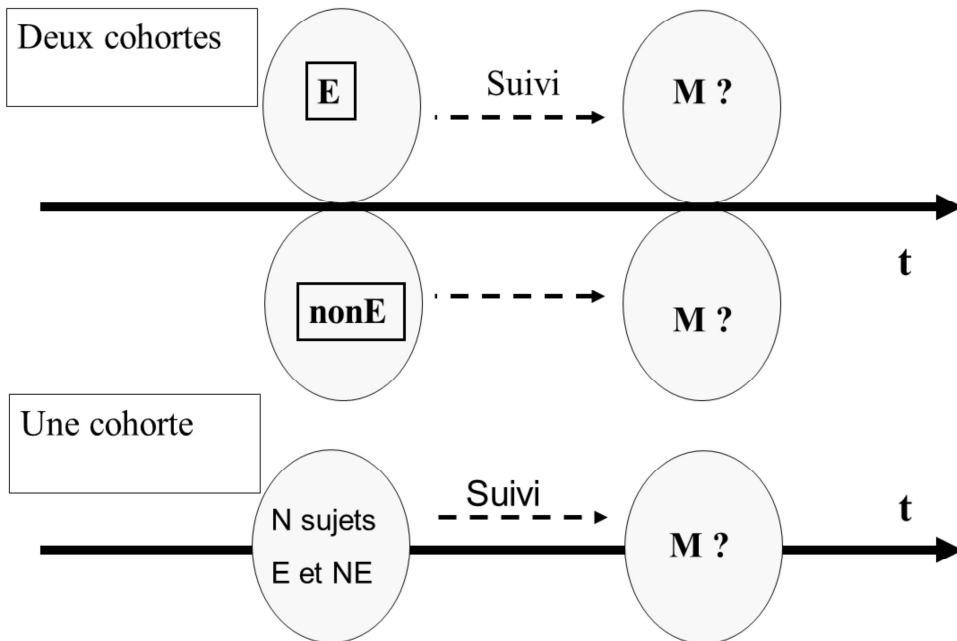 Deux cohortes
E
Suivi
M ?
t
nonE
M ?
Une cohorte
N sujets
E et NE
Suivi
M ?
t